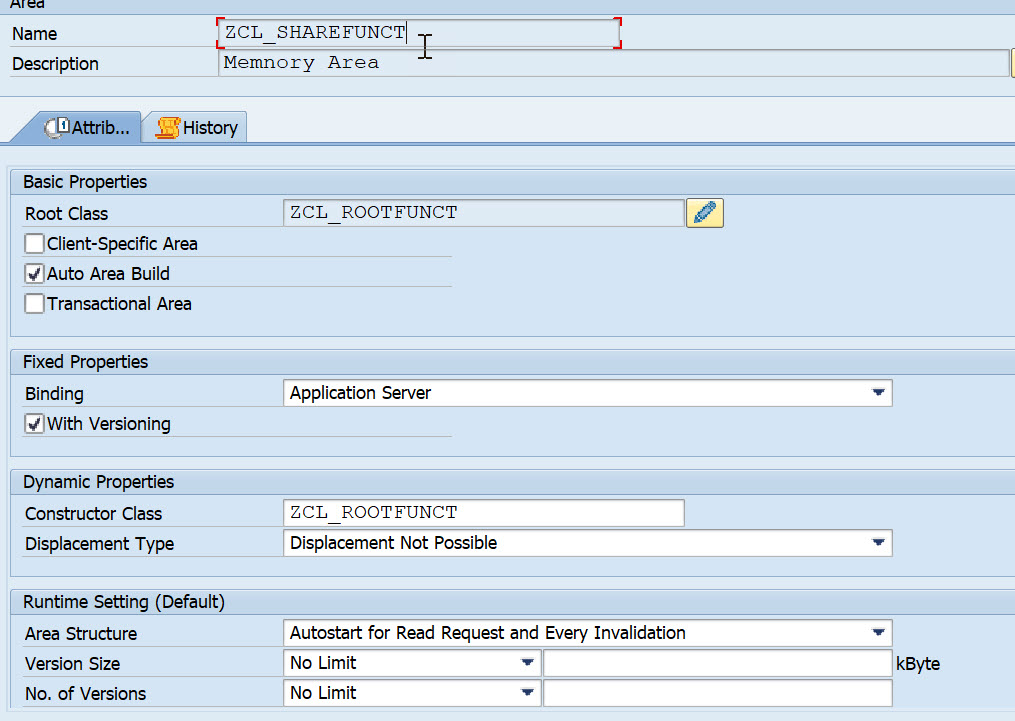 Area
Name ZCL_SHAREFUNCT
Description Memnory Area
Attrib... History
Basic Properties
Root Class ZCL_ROOTFUNCT
Client-Specific Area
Auto Area Build
Transactional Area
Fixed Properties
Binding Application Server
With Versioning
Dynamic Properties
Constructor Class ZCL_ROOTFUNCT
Displacement Type Displacement Not Possible
Runtime Setting (Default)
Area Structure Autostart for Read Request and Every Invalidation
Version Size No Limit kByte
No. of Versions No Limit